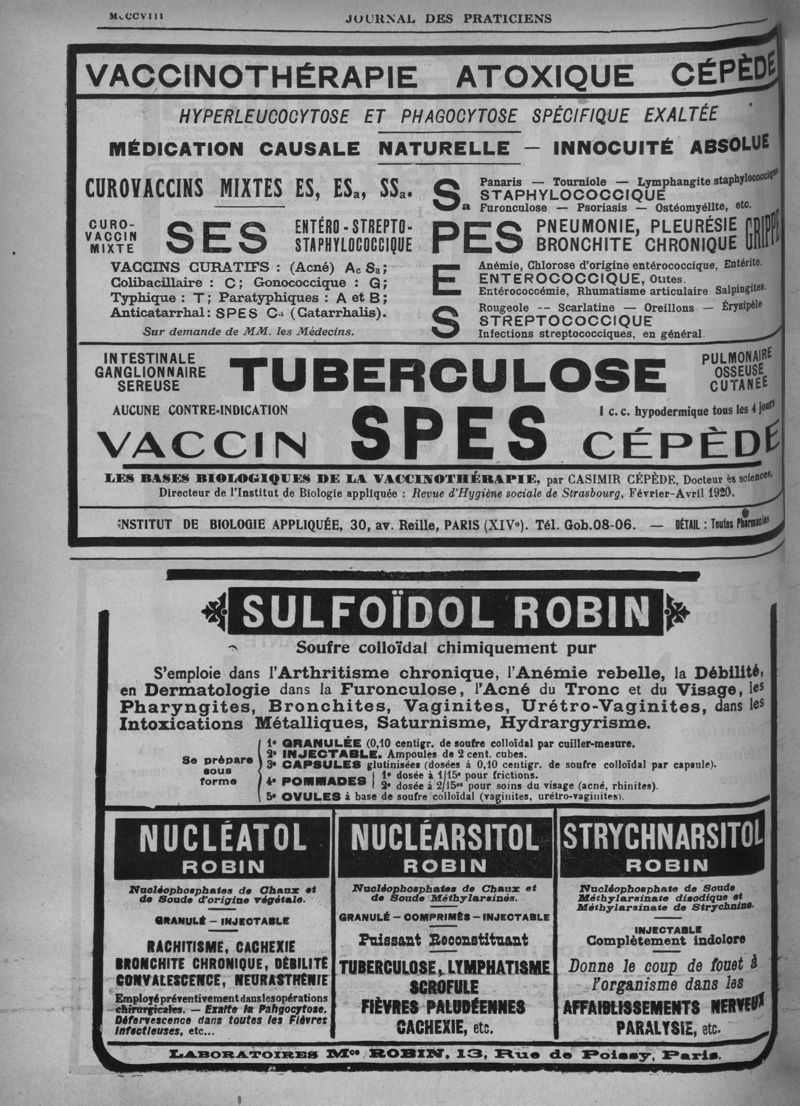 MDCCCVIII
JOURNAL DES PRATICIENS
VACCINOTHÉRAPIE ATOXIQUE CÉPÈDE
HYPERLEUCOCYTOSE ET PHAGOCYTOSE SPÉCIFIQUE EXALTÉE
MÉDICATION CAUSALE NATURELLE — INNOCUITÉ ABSOLUE
CUROVACCINS MIXTES ES, ESa, SSa.
CURO-
VACCIN
MIXTE
SES
ENTÉRO-STREPTO-
STAPHYLOCOCCIQUE
VACCINS CURATIFS : (Acné) Ac Sa;
Colibacillaire : C; Gonococcique : G;
Typhique : T; Paratyphiques : A et B;
Anticatarrhal: SPES Ca (Catarrhalis).
Sur demande de MM. les Médecins.
Sa
Panaris — Tourniole — Lymphangite staphylococcique
STAPHYLOCOCCIQUE
Furonculose — Psoriasis — Ostéomyélite, etc.
PES
PNEUMONIE, PLEURÉSIE
BRONCHITE CHRONIQUE
GRIPPE
E
Anémie, Chlorose d'origine entérococcique, Entérite.
ENTEROCOCCIQUE, Outes.
Entérococcémie, Rhumatisme articulaire Salpingites.
S
Rougeole -- Scarlatine — Oreillons — Érysipèle
STREPTOCOCCIQUE
Infections streptococciques, en général
INTESTINALE
GANGLIONNAIRE
SEREUSE
TUBERCULOSE
PULMONAIRE
OSSEUSE
CUTANÉE
AUCUNE CONTRE-INDICATION
1 c. c. hypodermique tous les 4 jours
VACCIN SPES CÉPÈDE
LES BASES BIOLOGIQUES DE LA VACCINOTHÉRAPIE, par CASIMIR CÉPÈDE, Docteur ès sciences,
Directeur de l'Institut de Biologie appliquée : Revue d'Hygiène sociale de Strasbourg, Février-Avril 1920.
INSTITUT DE BIOLOGIE APPLIQUÉE, 30, av. Reille, PARIS (XIVe). Tél. Gob.08-06. — DÉTAIL : Toutes Pharmacies
SULFOÏDOL ROBIN
Soufre colloïdal chimiquement pur
S'emploie dans l'Arthritisme chronique, l'Anémie rebelle, la Débilité,
en Dermatologie dans la Furonculose, l'Acné du Tronc et du Visage, les
Pharyngites, Bronchites, Vaginites, Urétro-Vaginites, dans les
Intoxications Métalliques, Saturnisme, Hydrargyrisme.
Se prépare
sous
forme
1º GRANULÉE (0,10 centigr. de soufre colloïdal par cuiller-mesure.
2º INJECTABLE. Ampoules de 2 cent. cubes.
3º CAPSULES glutinisées (dosées à 0,10 centigr. de soufre colloïdal par capsule).
4º POMMADES
1º dosée à 1/15e pour frictions.
2º dosée à 2/15es pour soins du visage (acné, rhinites).
5º OVULES à base de soufre colloïdal (vaginites, urétro-vaginites).
NUCLÉATOL
ROBIN
Nucléophosphates de Chaux et
de Soude d'origine végétale.
GRANULÉ – INJECTABLE
RACHITISME, CACHEXIE
BRONCHITE CHRONIQUE, DÉBILITÉ
CONVALESCENCE, NEURASTHÉNIE
Employé préventivement dans les opérations
chirurgicales. — Exalte la Pahgocytose,
Défervescence dans toutes les Fièvres
infectieuses, etc...
NUCLÉARSITOL
ROBIN
Nucléophosphates de Chaux et
de Soude Méthylarsinés.
GRANULÉ — COMPRIMÉS — INJECTABLE
Puissant Reconstituant
TUBERCULOSE, LYMPHATISME
SCROFULE
FIÈVRES PALUDÉENNES
CACHEXIE, etc.
STRYCHNARSITOL
ROBIN
Nucléophosphate de Soude
Méthylarsinate disodique et
Méthylarsinate de Strychnine.
INJECTABLE
Complètement indolore
Donne le coup de fouet à
l'organisme dans les
AFFAIBLISSEMENTS NERVEUX
PARALYSIE, etc.
LABORATOIRES Mce ROBIN, 13, Rue de Poissy, Paris.